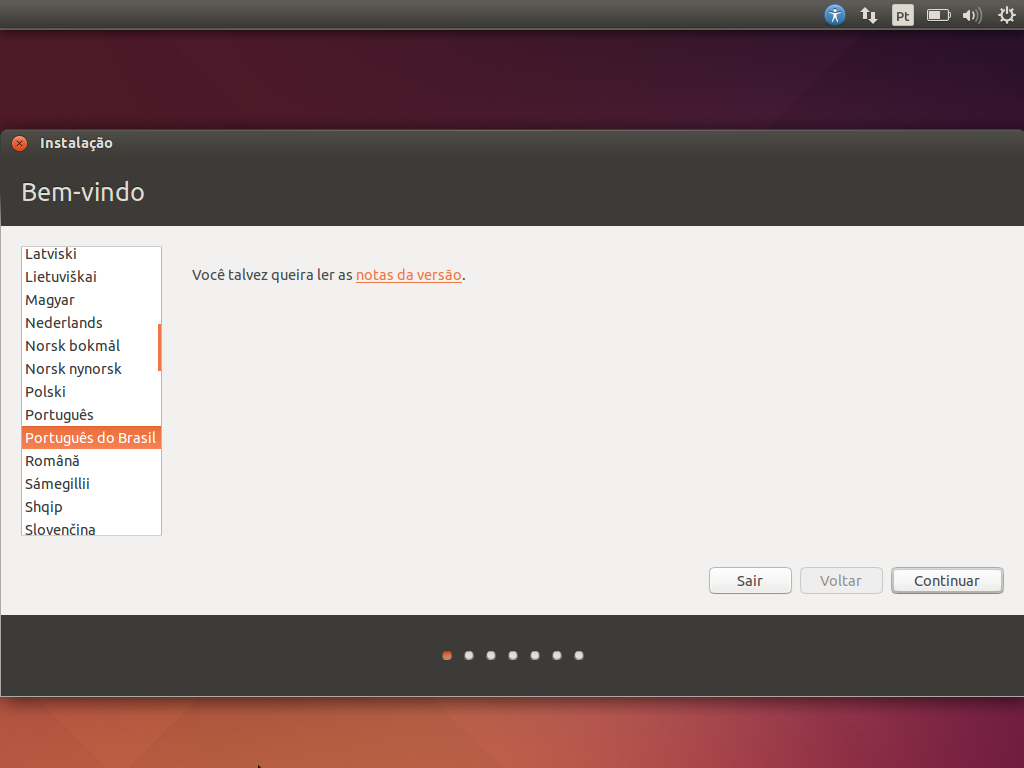 Pt
Instalação
Bem-vindo
Latviski
Lietuviškai
Magyar
Nederlands
Norsk bokmål
Norsk nynorsk
Polski
Português
Português do Brasil
Română
Sámegillii
Shqip
Slovenčina
Você talvez queira ler as notas da versão.
Sair
Voltar
Continuar